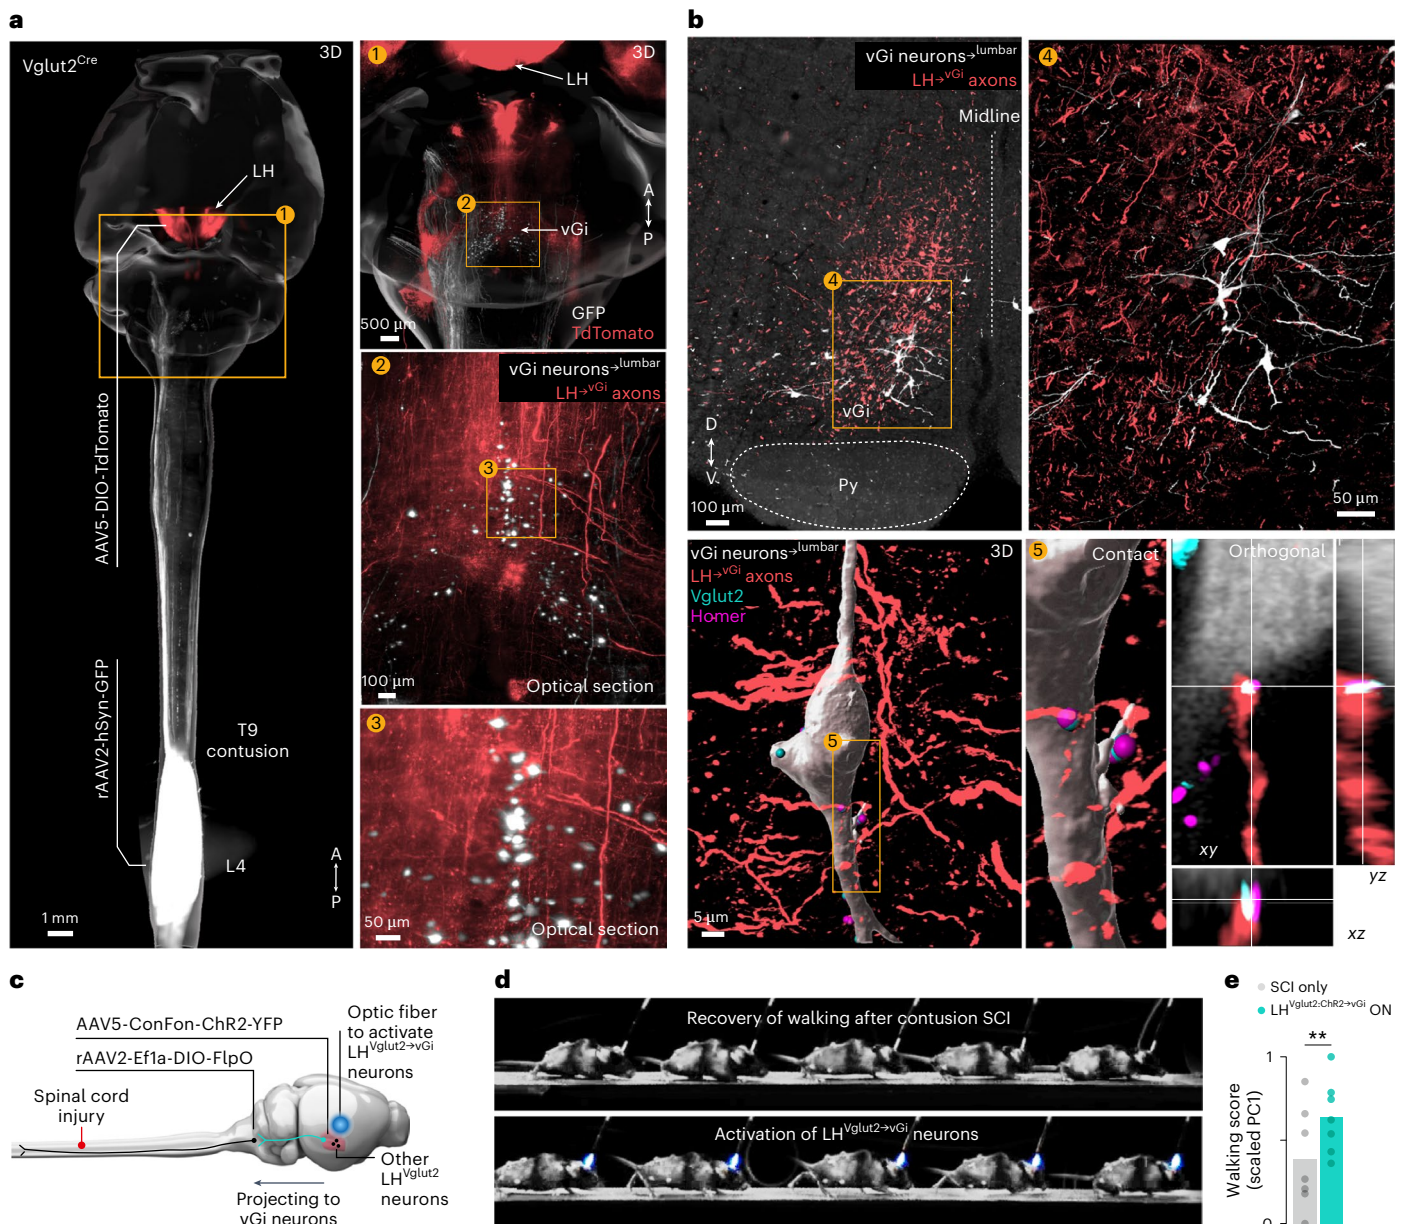 a
Vglut2Cre
3D
LH
1
AAV5-DIO-TdTomato
rAAV2-hSyn-GFP
T9
contusion
L4
A
P
1 mm
1
3D
LH
2
vGi
A
P
GFP
TdTomato
500 µm
2
vGi neurons→lumbar
LH→vGi axons
3
100 µm
Optical section
3
50 µm
Optical section
b
vGi neurons→lumbar
LH→vGi axons
Midline
4
vGi
D
V
Py
100 µm
4
50 µm
vGi neurons→lumbar
LH→vGi axons
Vglut2
Homer
3D
5
5 µm
5
Contact
Orthogonal
xy
yz
xz
c
AAV5-ConFon-ChR2-YFP
rAAV2-Ef1a-DIO-FlpO
Optic fiber
to activate
LHVglut2→vGi
neurons
Spinal cord
injury
Other
LHVglut2
neurons
Projecting to
vGi neurons
d
Recovery of walking after contusion SCI
Activation of LHVglut2→vGi neurons
e
SCI only
LHVglut2:ChR2→vGi ON
**
1
Walking score
(scaled PC1)
0